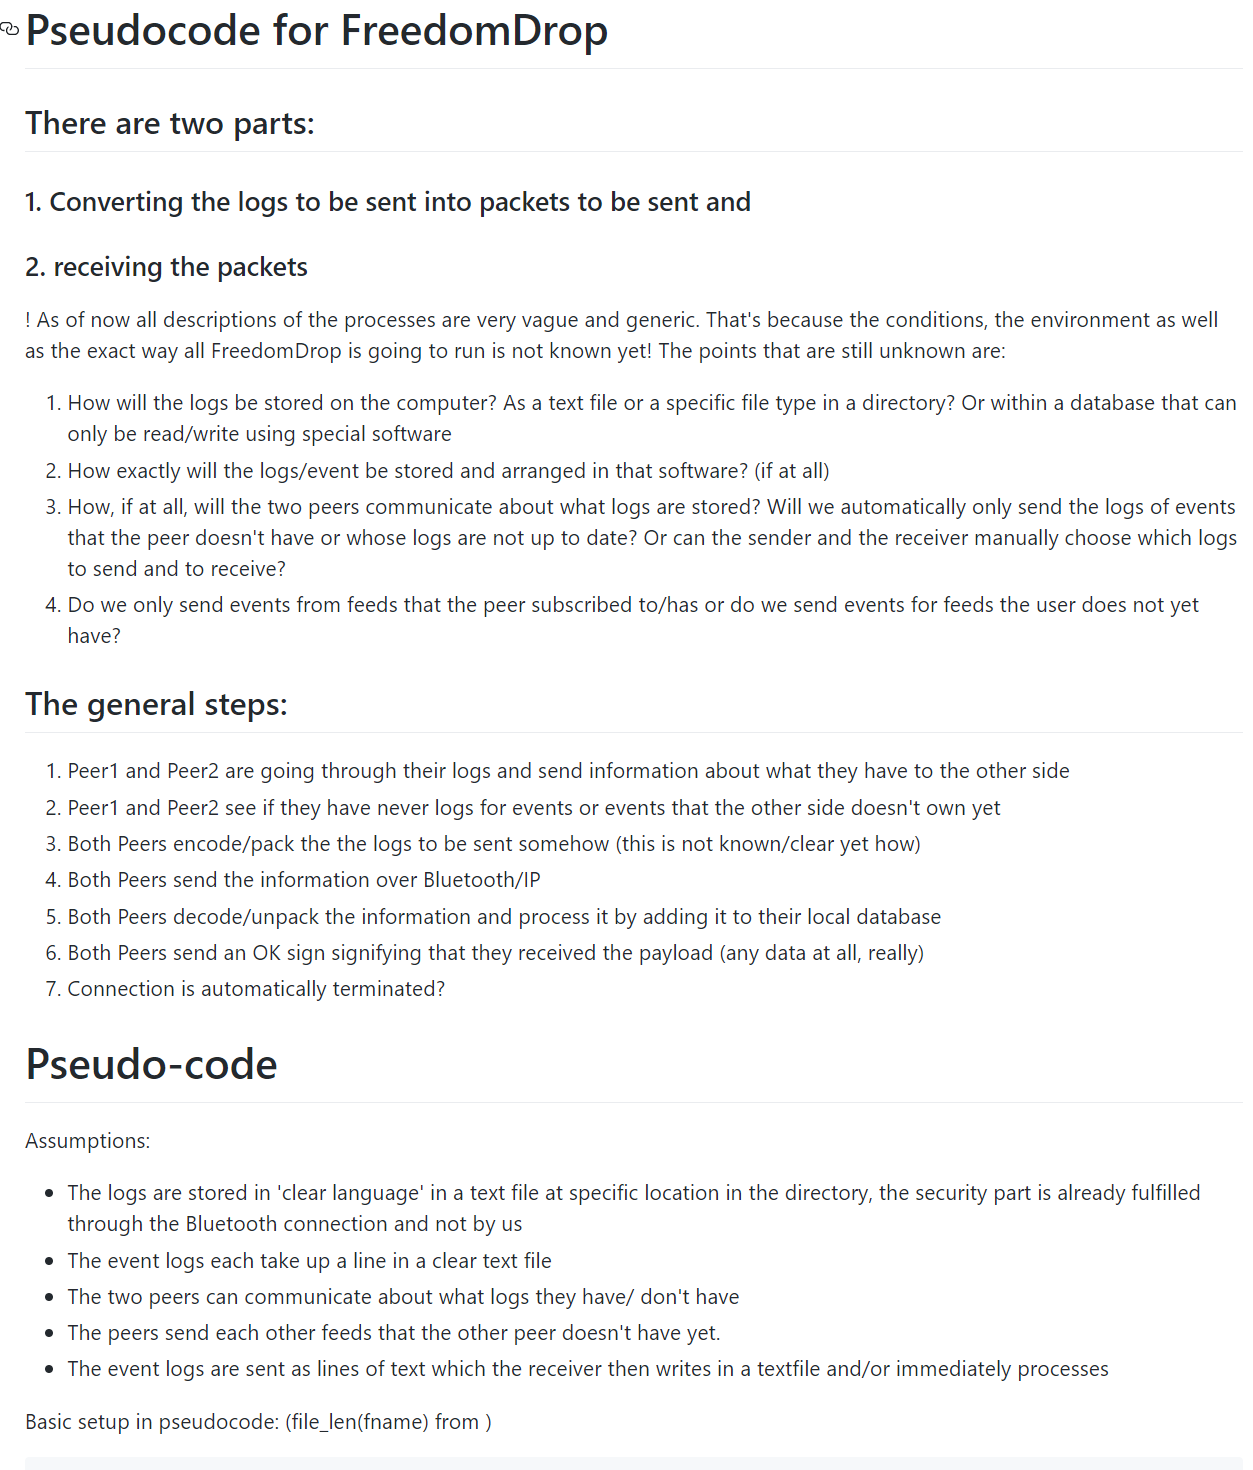 Pseudocode for FreedomDrop
There are two parts:
1. Converting the logs to be sent into packets to be sent and
2. receiving the packets
! As of now all descriptions of the processes are very vague and generic. That's because the conditions, the environment as well
as the exact way all FreedomDrop is going to run is not known yet! The points that are still unknown are:
1. How will the logs be stored on the computer? As a text file or a specific file type in a directory? Or within a database that can
only be read/write using special software
2. How exactly will the logs/event be stored and arranged in that software? (if at all)
3. How, if at all, will the two peers communicate about what logs are stored? Will we automatically only send the logs of events
that the peer doesn't have or whose logs are not up to date? Or can the sender and the receiver manually choose which logs
to send and to receive?
4. Do we only send events from feeds that the peer subscribed to/has or do we send events for feeds the user does not yet
have?
The general steps:
1. Peer1 and Peer2 are going through their logs and send information about what they have to the other side
2. Peer1 and Peer2 see if they have never logs for events or events that the other side doesn't own yet
3. Both Peers encode/pack the the logs to be sent somehow (this is not known/clear yet how)
4. Both Peers send the information over Bluetooth/IP
5. Both Peers decode/unpack the information and process it by adding it to their local database
6. Both Peers send an OK sign signifying that they received the payload (any data at all, really)
7. Connection is automatically terminated?
Pseudo-code
Assumptions:
• The logs are stored in 'clear language' in a text file at specific location in the directory, the security part is already fulfilled
through the Bluetooth connection and not by us
• The event logs each take up a line in a clear text file
• The two peers can communicate about what logs they have/ don't have
• The peers send each other feeds that the other peer doesn't have yet.
• The event logs are sent as lines of text which the receiver then writes in a textfile and/or immediately processes
Basic setup in pseudocode: (file_len(fname) from )